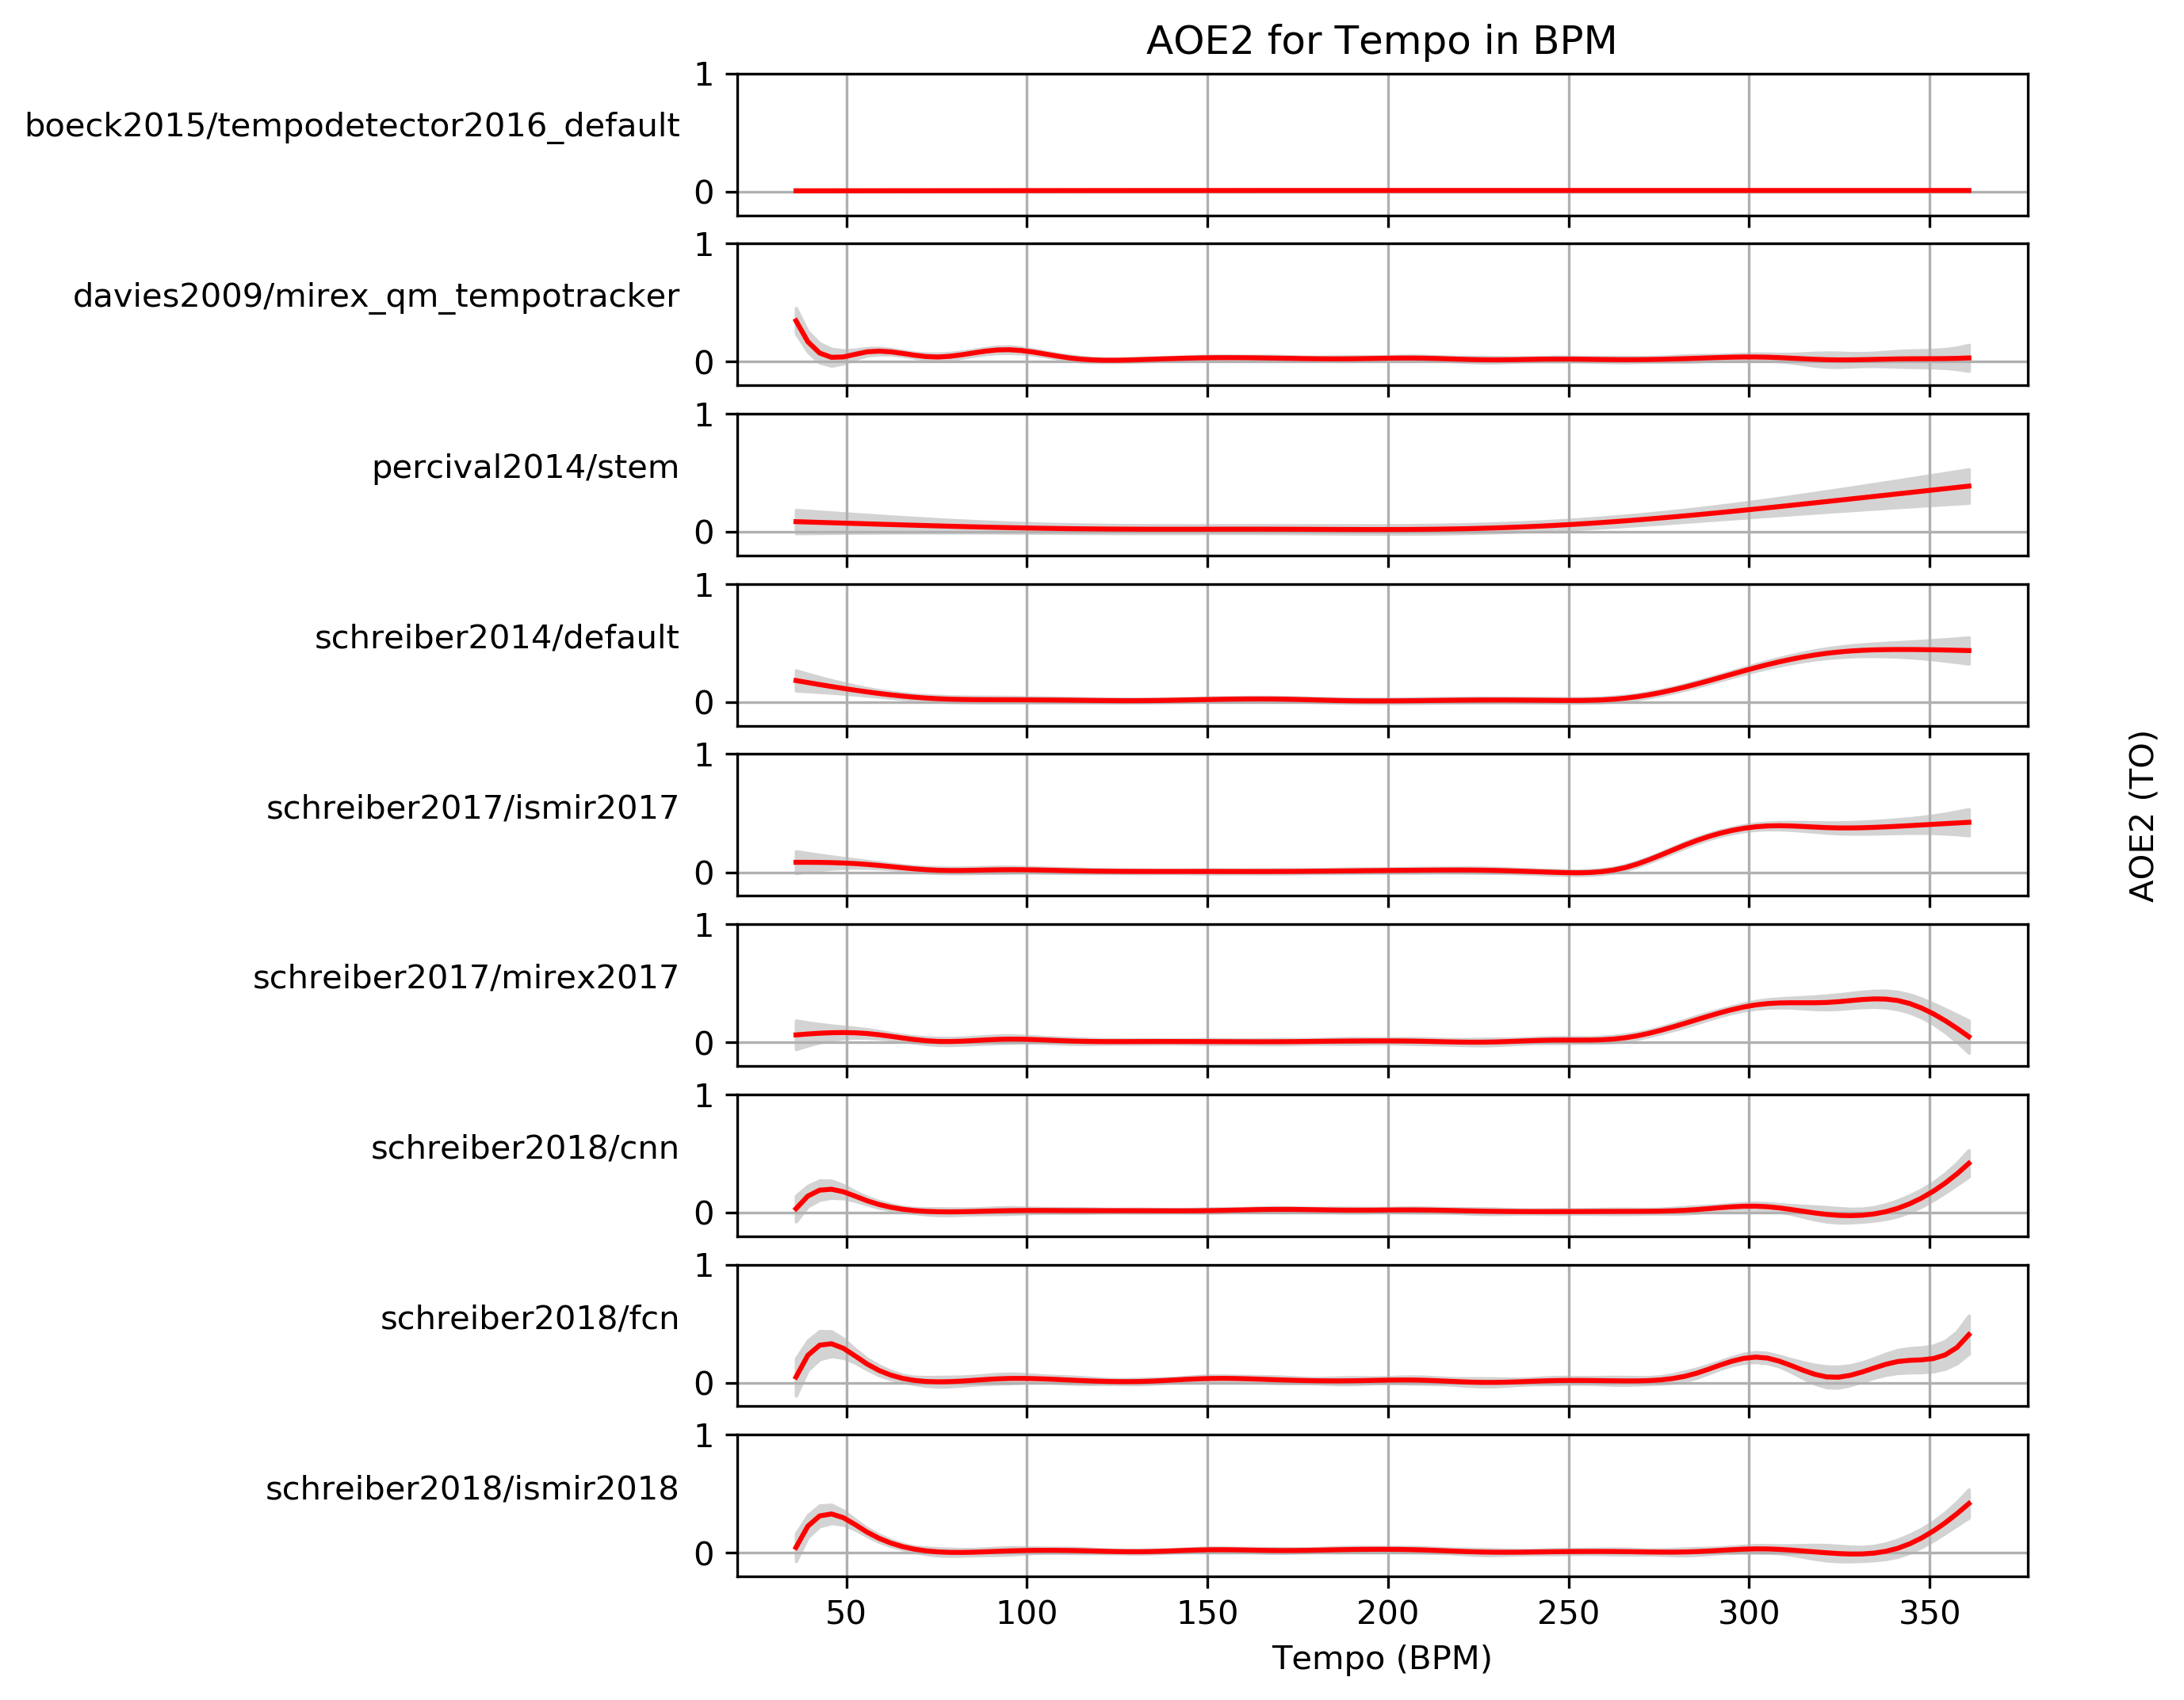 AOE2 for Tempo in BPM
1
boeck2015/tempodetector2016_default
0
1
davies2009/mirex_qm_tempotracker
0
1
percival2014/stem
0
1
schreiber2014/default
0
1
schreiber2017/ismir2017
0
AOE2 (TO)
1
schreiber2017/mirex2017
0
1
schreiber2018/cnn
0
1
schreiber2018/fcn
0
1
schreiber2018/ismir2018
0
50 100 150 200 250 300 350
Tempo (BPM)